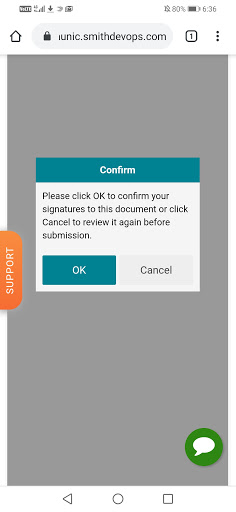 80% 6:36
unic.smithdevops.com
1
Confirm
Please click OK to confirm your
signatures to this document or click
Cancel to review it again before
submission.
OK
Cancel
SUPPORT